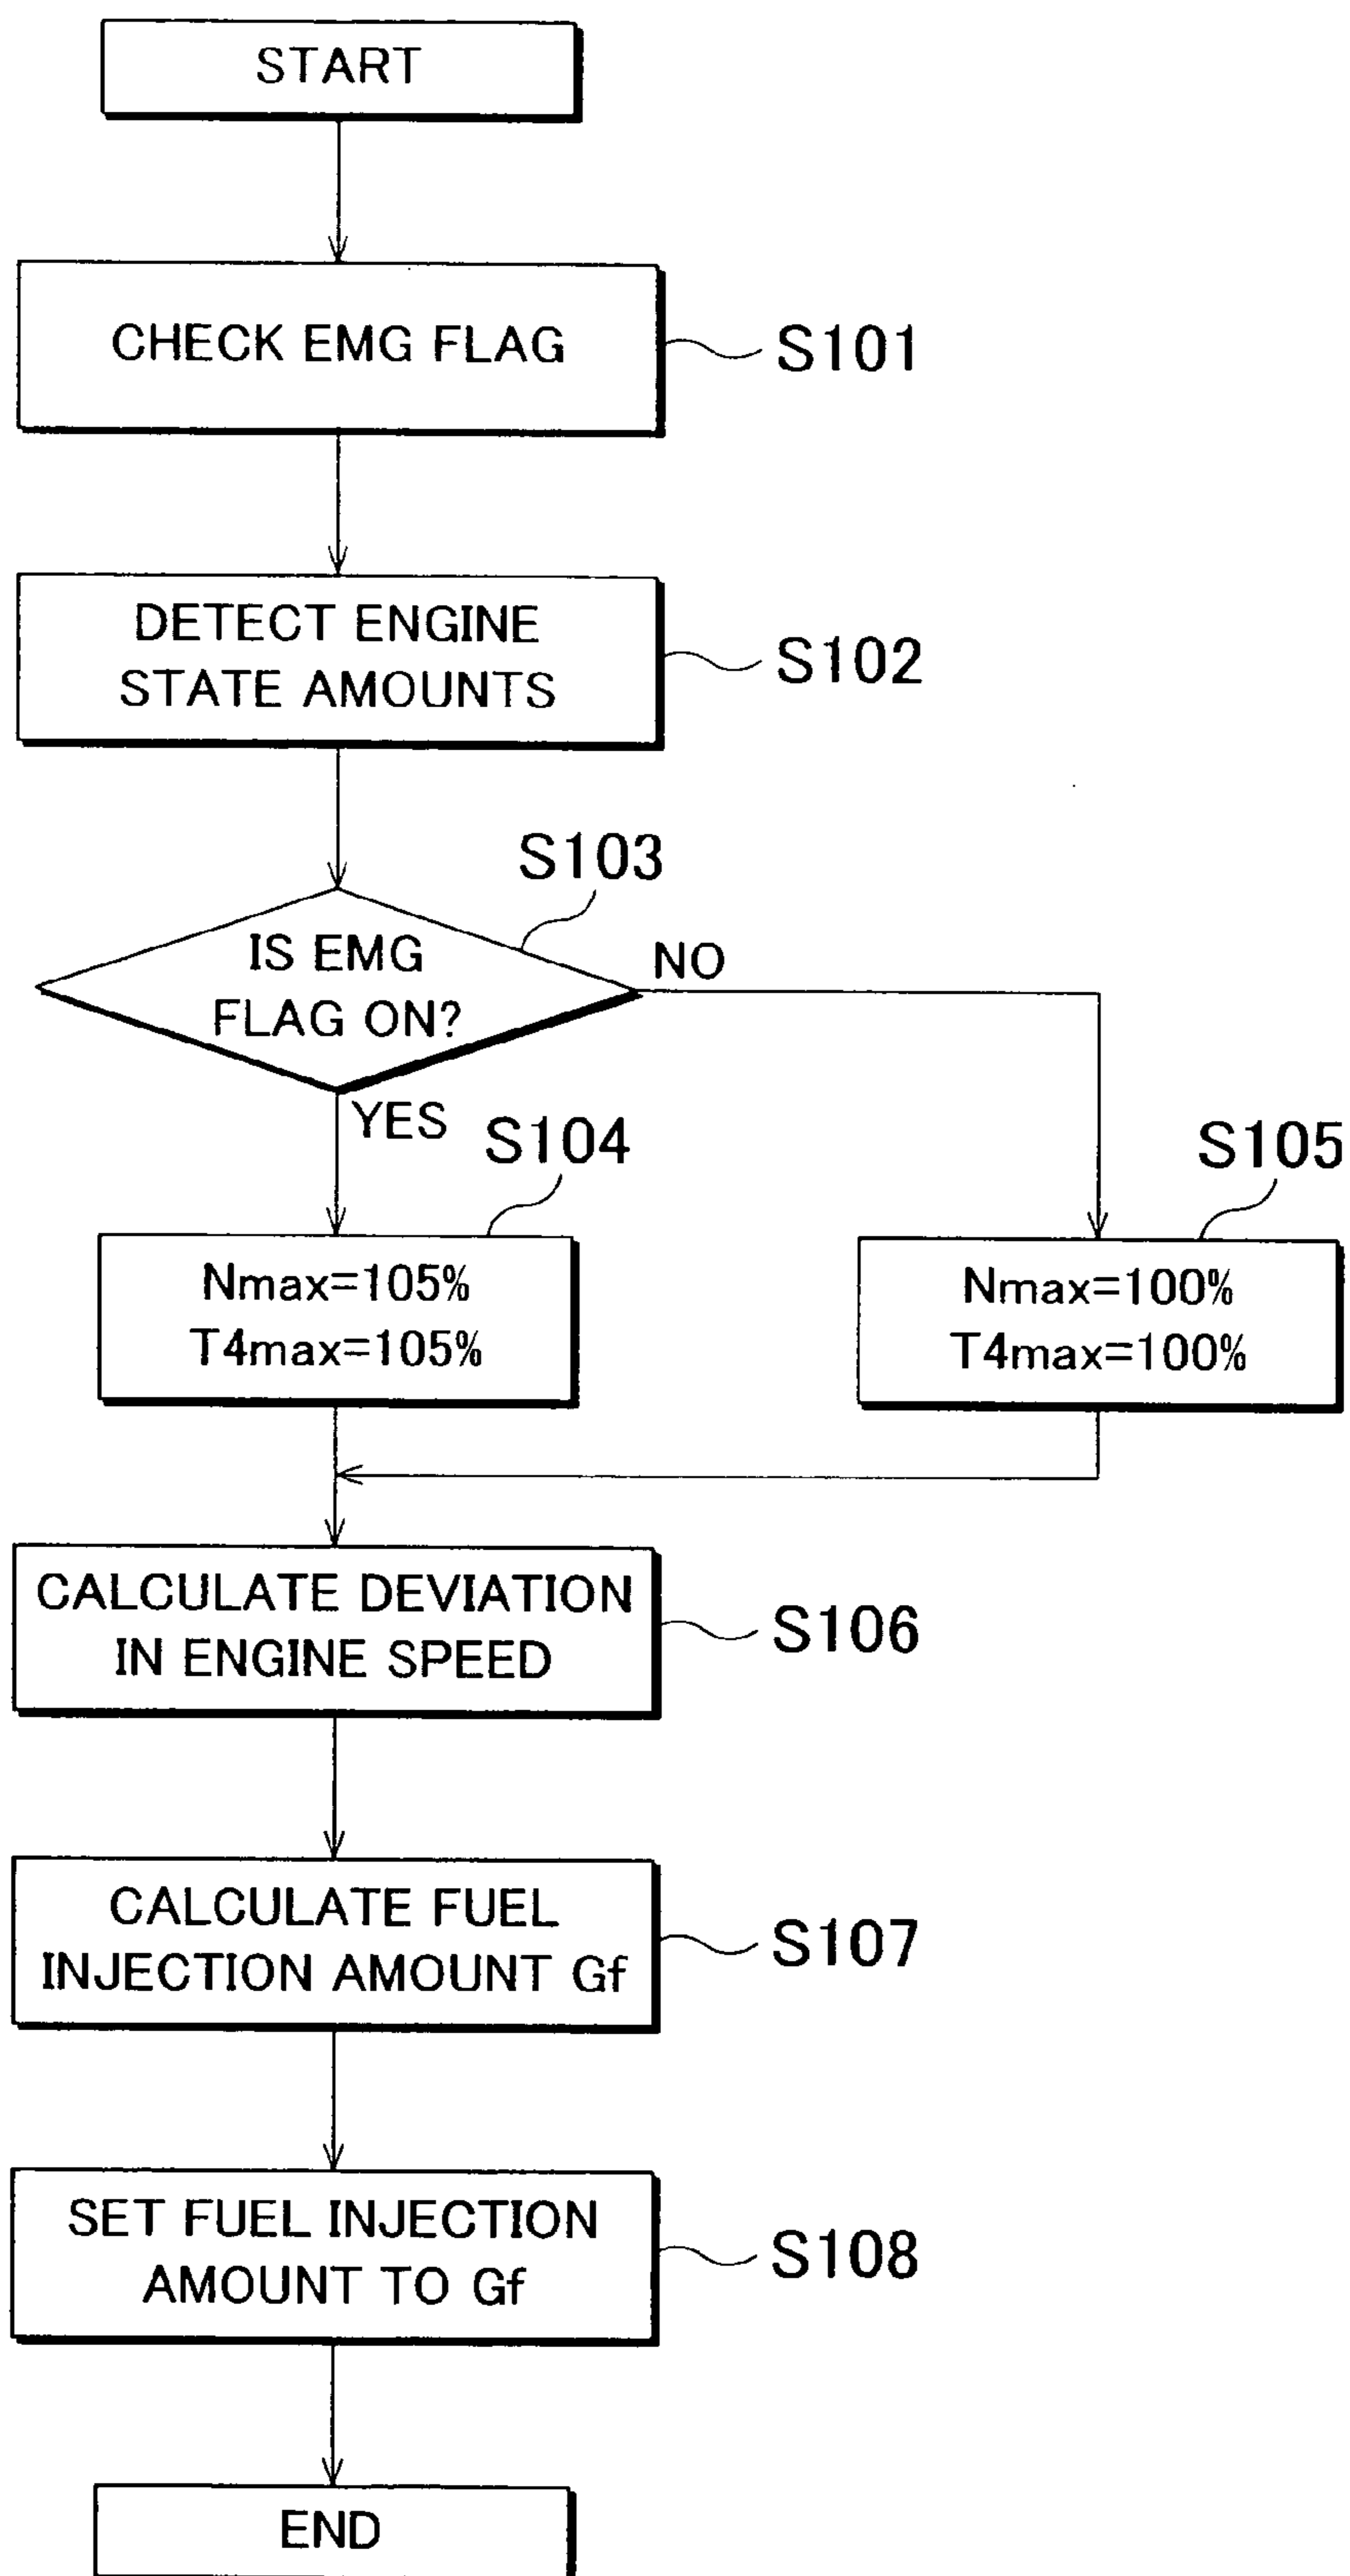 START
CHECK EMG FLAG
S101
DETECT ENGINE
STATE AMOUNTS
S102
S103
IS EMG
FLAG ON?
NO
YES
S104
S105
Nmax=105%
T4max=105%
Nmax=100%
T4max=100%
CALCULATE DEVIATION
IN ENGINE SPEED
S106
CALCULATE FUEL
INJECTION AMOUNT Gf
S107
SET FUEL INJECTION
AMOUNT TO Gf
S108
END